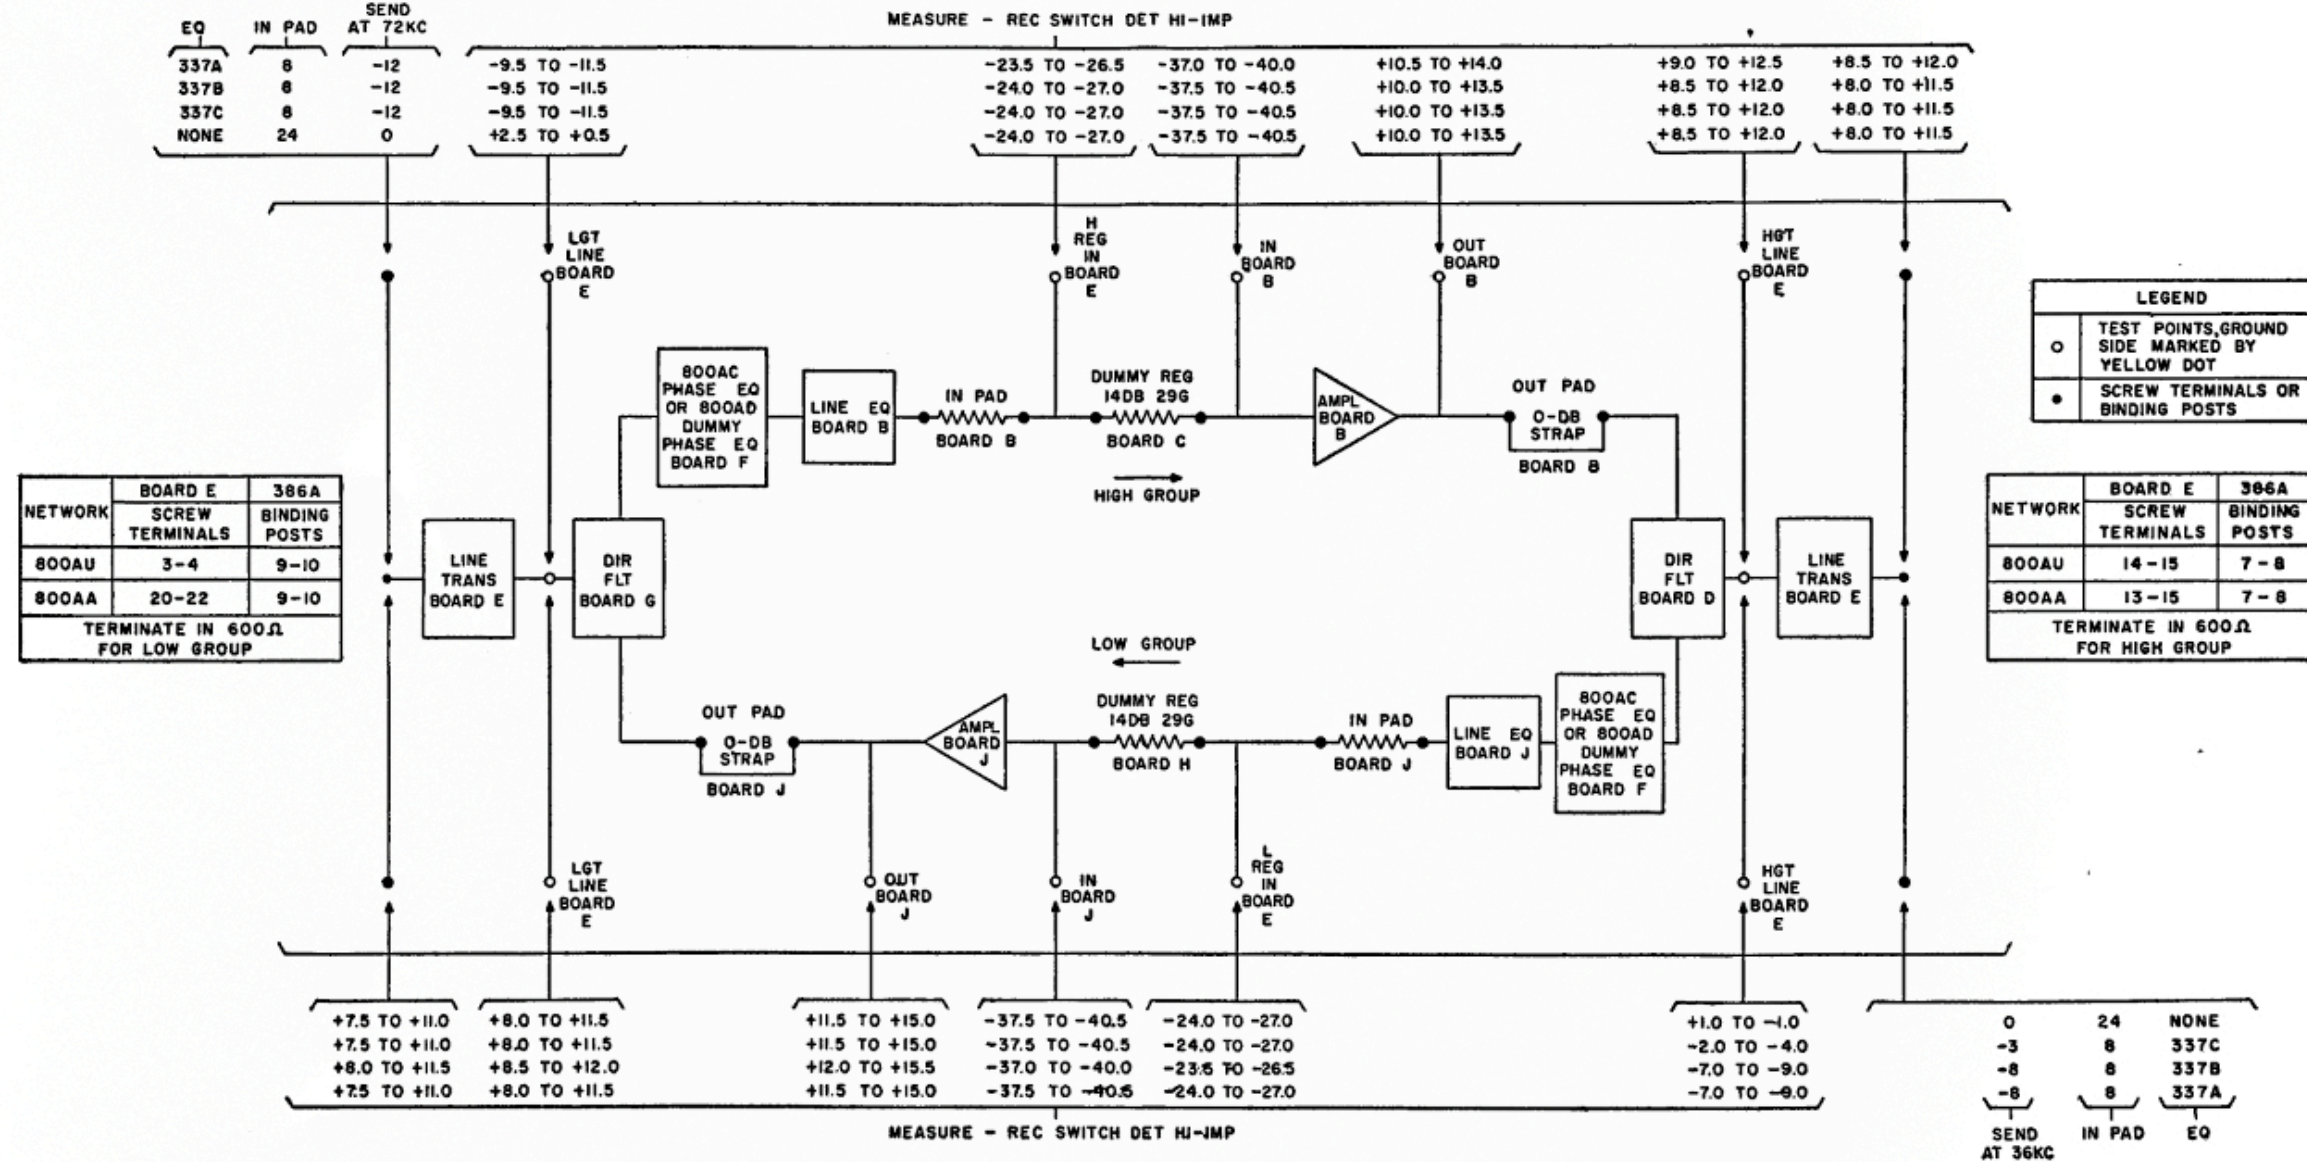 EQ IN PAD SEND
AT 72KC
MEASURE - REC SWITCH DET HI-IMP
337A 8 -12 -9.5 TO -11.5 -23.5 TO -26.5 -37.0 TO -40.0 +10.5 TO +14.0 +9.0 TO +12.5 +8.5 TO +12.0
337B 8 -12 -9.5 TO -11.5 -24.0 TO -27.0 -37.5 TO -40.5 +10.0 TO +13.5 +8.5 TO +12.0 +8.0 TO +11.5
337C 8 -12 -9.5 TO -11.5 -24.0 TO -27.0 -37.5 TO -40.5 +10.0 TO +13.5 +8.5 TO +12.0 +8.0 TO +11.5
NONE 24 0 +2.5 TO +0.5 -24.0 TO -27.0 -37.5 TO -40.5 +10.0 TO +13.5 +8.5 TO +12.0 +8.0 TO +11.5
LGT
LINE
BOARD
E
H
REG
IN
BOARD
E
IN
BOARD
B
OUT
BOARD
B
HGT
LINE
BOARD
E
LEGEND
TEST POINTS, GROUND
SIDE MARKED BY
YELLOW DOT
SCREW TERMINALS OR
BINDING POSTS
800AC
PHASE EQ
OR 800AD
DUMMY
PHASE EQ
BOARD F
LINE EQ
BOARD B
IN PAD
BOARD B
DUMMY REG
14DB 29G
BOARD C
HIGH GROUP
AMPL
BOARD
B
OUT PAD
0-DB
STRAP
BOARD B
NETWORK BOARD E 386A
SCREW
TERMINALS
BINDING
POSTS
800AU 3-4 9-10
800AA 20-22 9-10
TERMINATE IN 600Ω
FOR LOW GROUP
LINE
TRANS
BOARD E
DIR
FLT
BOARD G
DIR
FLT
BOARD D
LINE
TRANS
BOARD E
NETWORK BOARD E 386A
SCREW
TERMINALS
BINDING
POSTS
800AU 14-15 7-8
800AA 13-15 7-8
TERMINATE IN 600Ω
FOR HIGH GROUP
LOW GROUP
OUT PAD
0-DB
STRAP
BOARD J
AMPL
BOARD
J
DUMMY REG
14DB 29G
BOARD H
IN PAD
BOARD J
LINE EQ
BOARD J
800AC
PHASE EQ
OR 800AD
DUMMY
PHASE EQ
BOARD F
LGT
LINE
BOARD
E
OUT
BOARD
J
IN
BOARD
J
L
REG
IN
BOARD
E
HGT
LINE
BOARD
E
+7.5 TO +11.0 +8.0 TO +11.5 +11.5 TO +15.0 -37.5 TO -40.5 -24.0 TO -27.0 +1.0 TO -1.0 0 24 NONE
+7.5 TO +11.0 +8.0 TO +11.5 +11.5 TO +15.0 -37.5 TO -40.5 -24.0 TO -27.0 -2.0 TO -4.0 -3 8 337C
+8.0 TO +11.5 +8.5 TO +12.0 +12.0 TO +15.5 -37.0 TO -40.0 -23.5 TO -26.5 -7.0 TO -9.0 -8 8 337B
+7.5 TO +11.0 +8.0 TO +11.5 +11.5 TO +15.0 -37.5 TO -40.5 -24.0 TO -27.0 -7.0 TO -9.0 -8 8 337A
MEASURE - REC SWITCH DET HI-IMP
SEND
AT 36KC
IN PAD EQ